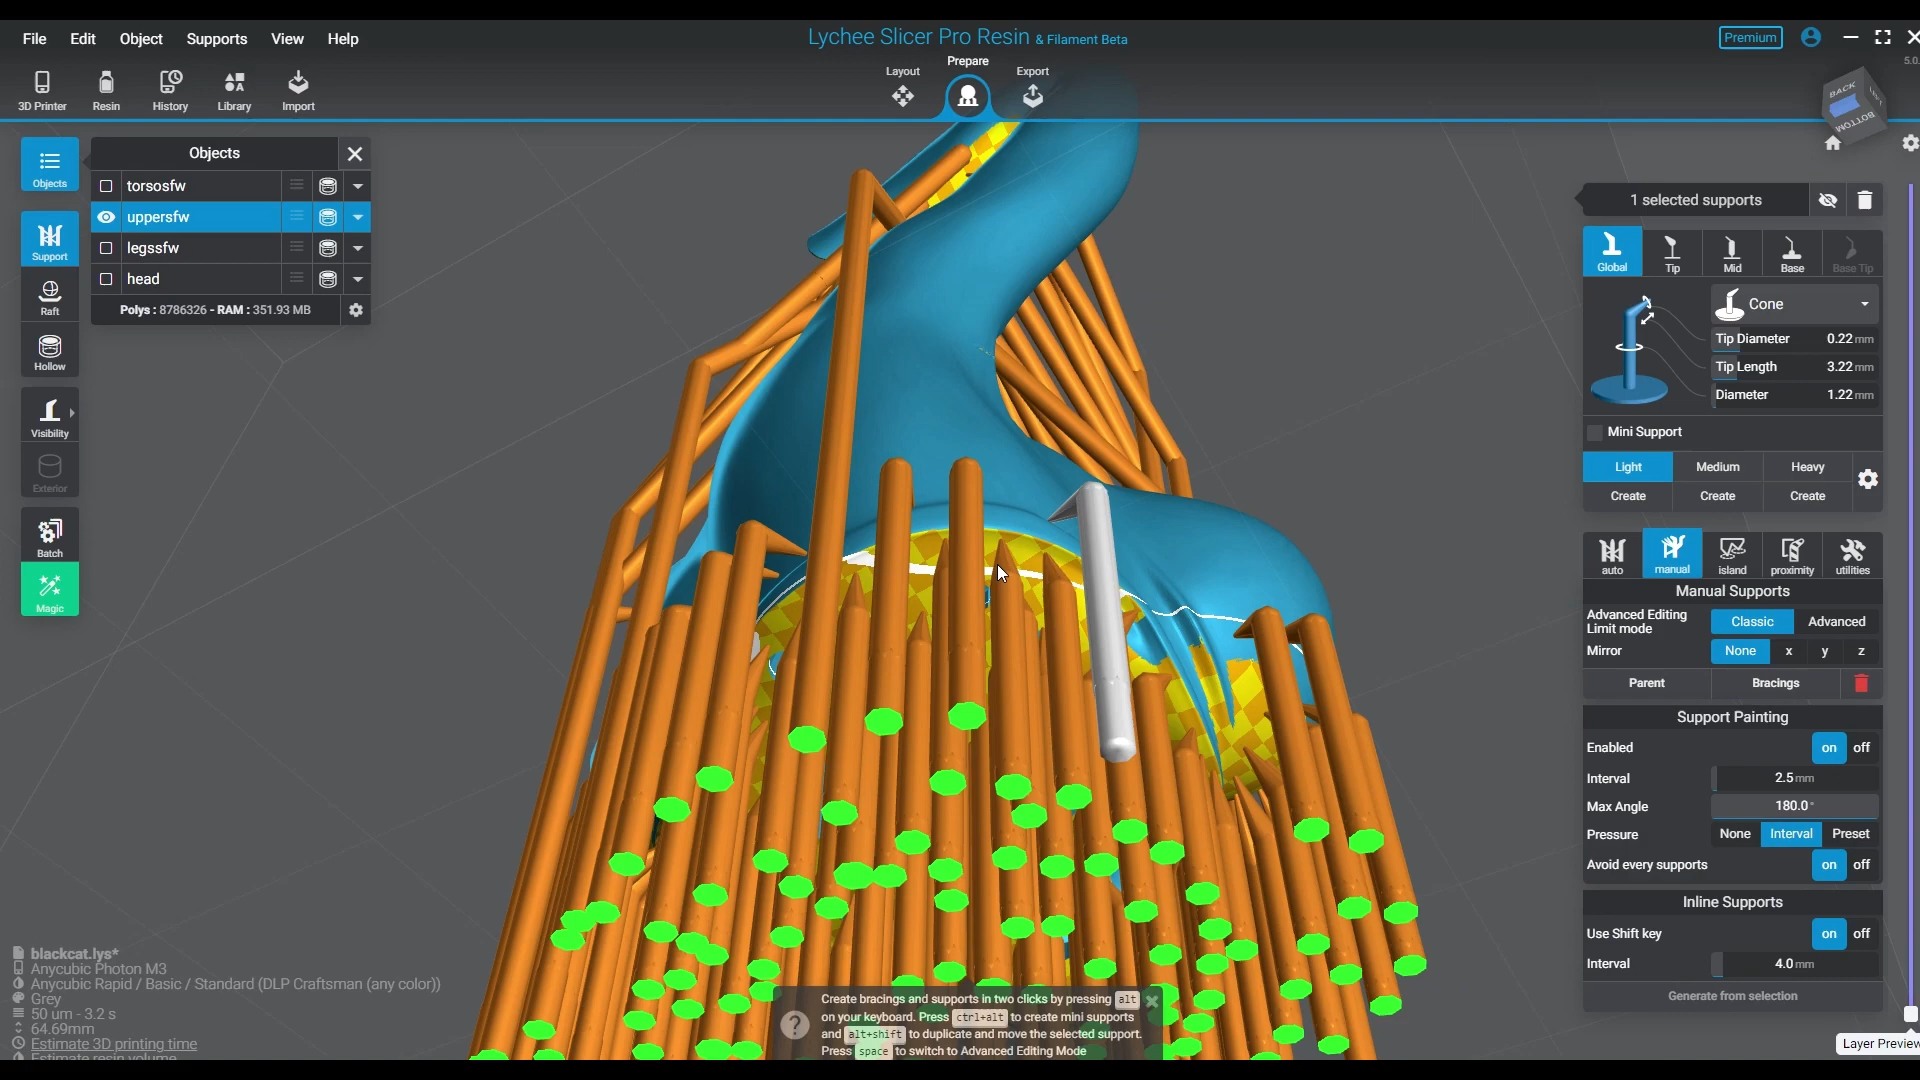 File Edit Object Supports View Help
Lychee Slicer Pro Resin & Filament Beta
Premium
5.0.
3D Printer Resin History Library Import
Layout Prepare Export
BACK
BOTTOM
Objects
Objects
torsosfw
uppersfw
legssfw
head
Polys : 8786326 - RAM : 351.93 MB
Support
Raft
Hollow
Visibility
Exterior
Batch
Magic
1 selected supports
Global Tip Mid Base Base Tip
Cone
Tip Diameter 0.22 mm
Tip Length 3.22 mm
Diameter 1.22 mm
Mini Support
Light Medium Heavy
Create Create Create
auto manual island proximity utilities
Manual Supports
Advanced Editing
Limit mode
Classic Advanced
Mirror None x y z
Parent Bracings
Support Painting
Enabled on off
Interval 2.5 mm
Max Angle 180.0 °
Pressure None Interval Preset
Avoid every supports on off
Inline Supports
Use Shift key on off
Interval 4.0 mm
Generate from selection
Layer Preview
blackcat.lys*
Anycubic Photon M3
Anycubic Rapid / Basic / Standard (DLP Craftsman (any color))
Grey
50 um - 3.2 s
64.69mm
Estimate 3D printing time
Estimate resin volume
Create bracings and supports in two clicks by pressing alt
on your keyboard. Press ctrl+alt to create mini supports
and alt+shift to duplicate and move the selected support.
Press space to switch to Advanced Editing Mode